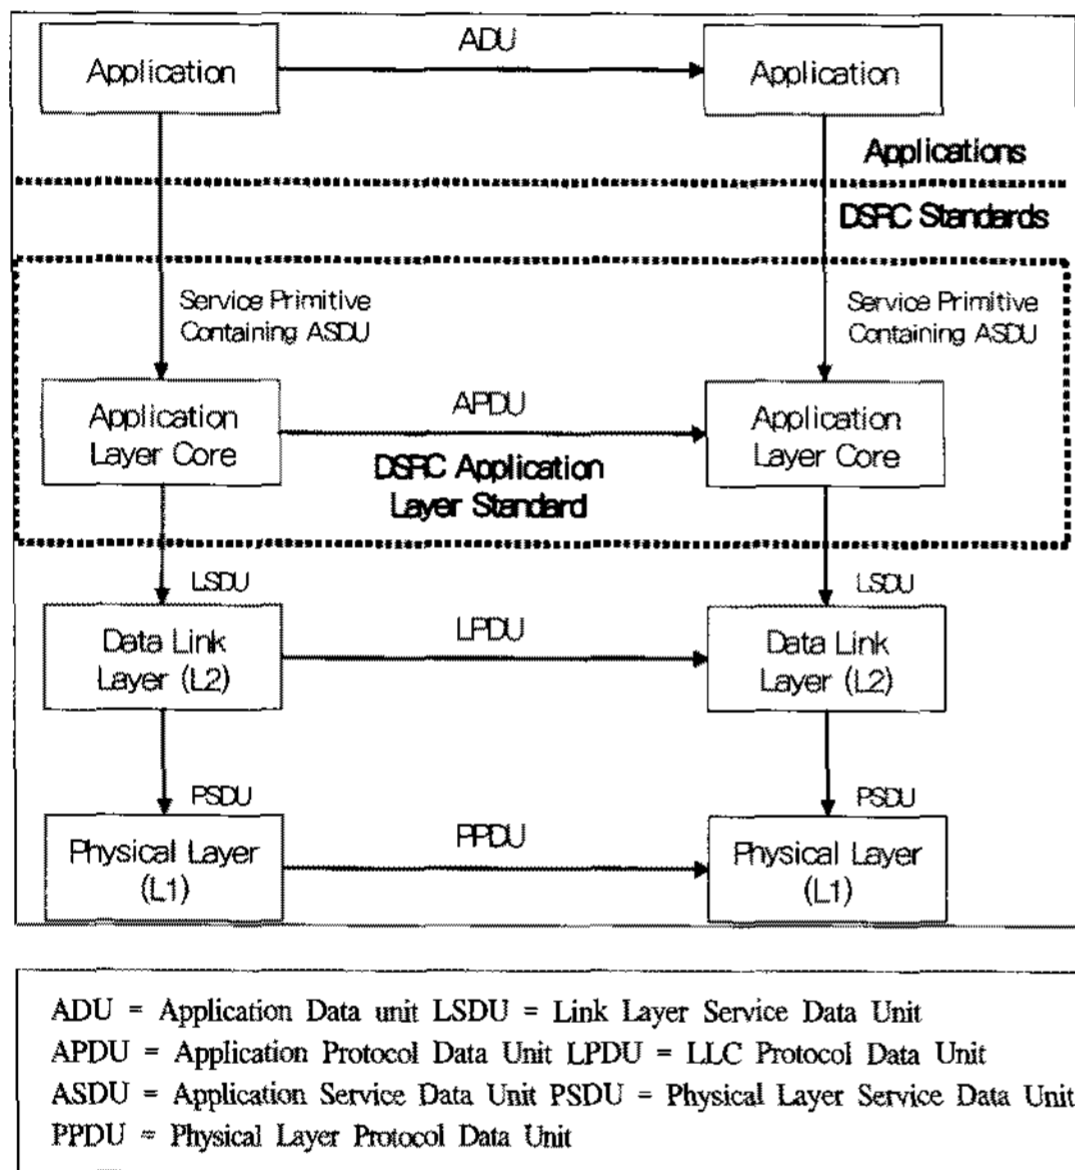 ADU
Application
Application
Applications
DSRC Standards
Service Primitive
Containing ASDU
Service Primitive
Containing ASDU
Application
Layer Core
APDU
Application
Layer Core
DSRC Application
Layer Standard
LSDU
LSDU
Data Link
Layer (L2)
LPDU
Data Link
Layer (L2)
PSDU
PSDU
Physical Layer
(L1)
PPDU
Physical Layer
(L1)
ADU = Application Data unit LSDU = Link Layer Service Data Unit
APDU = Application Protocol Data Unit LPDU = LLC Protocol Data Unit
ASDU = Application Service Data Unit PSDU = Physical Layer Service Data Unit
PPDU = Physical Layer Protocol Data Unit